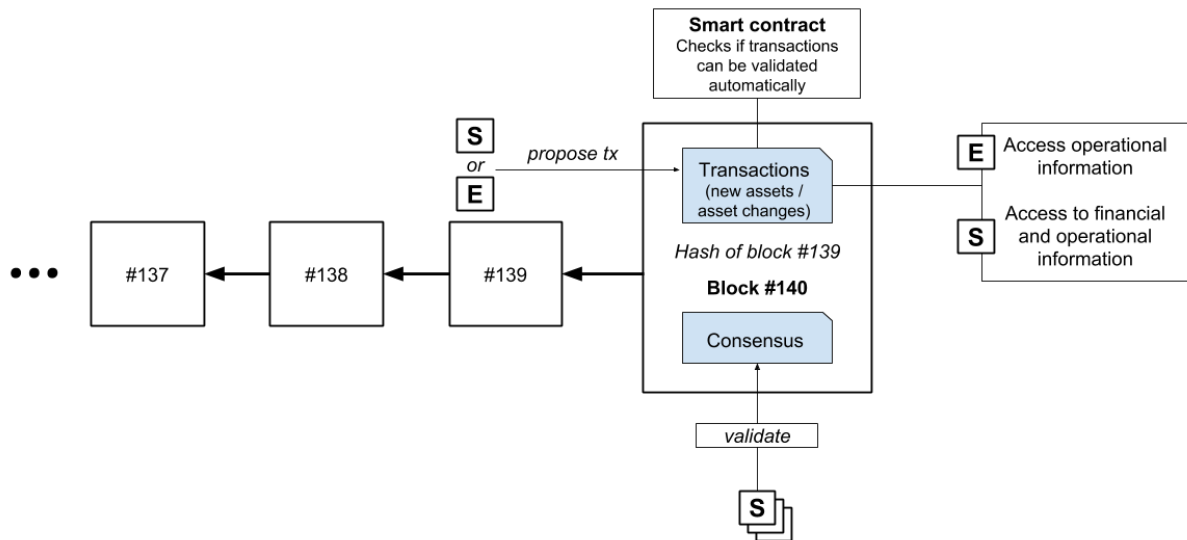 Smart contract
Checks if transactions
can be validated
automatically
S
or
E
propose tx
Transactions
(new assets /
asset changes)
E
Access operational
information
S
Access to financial
and operational
information
#137
#138
#139
Hash of block #139
Block #140
Consensus
validate
S